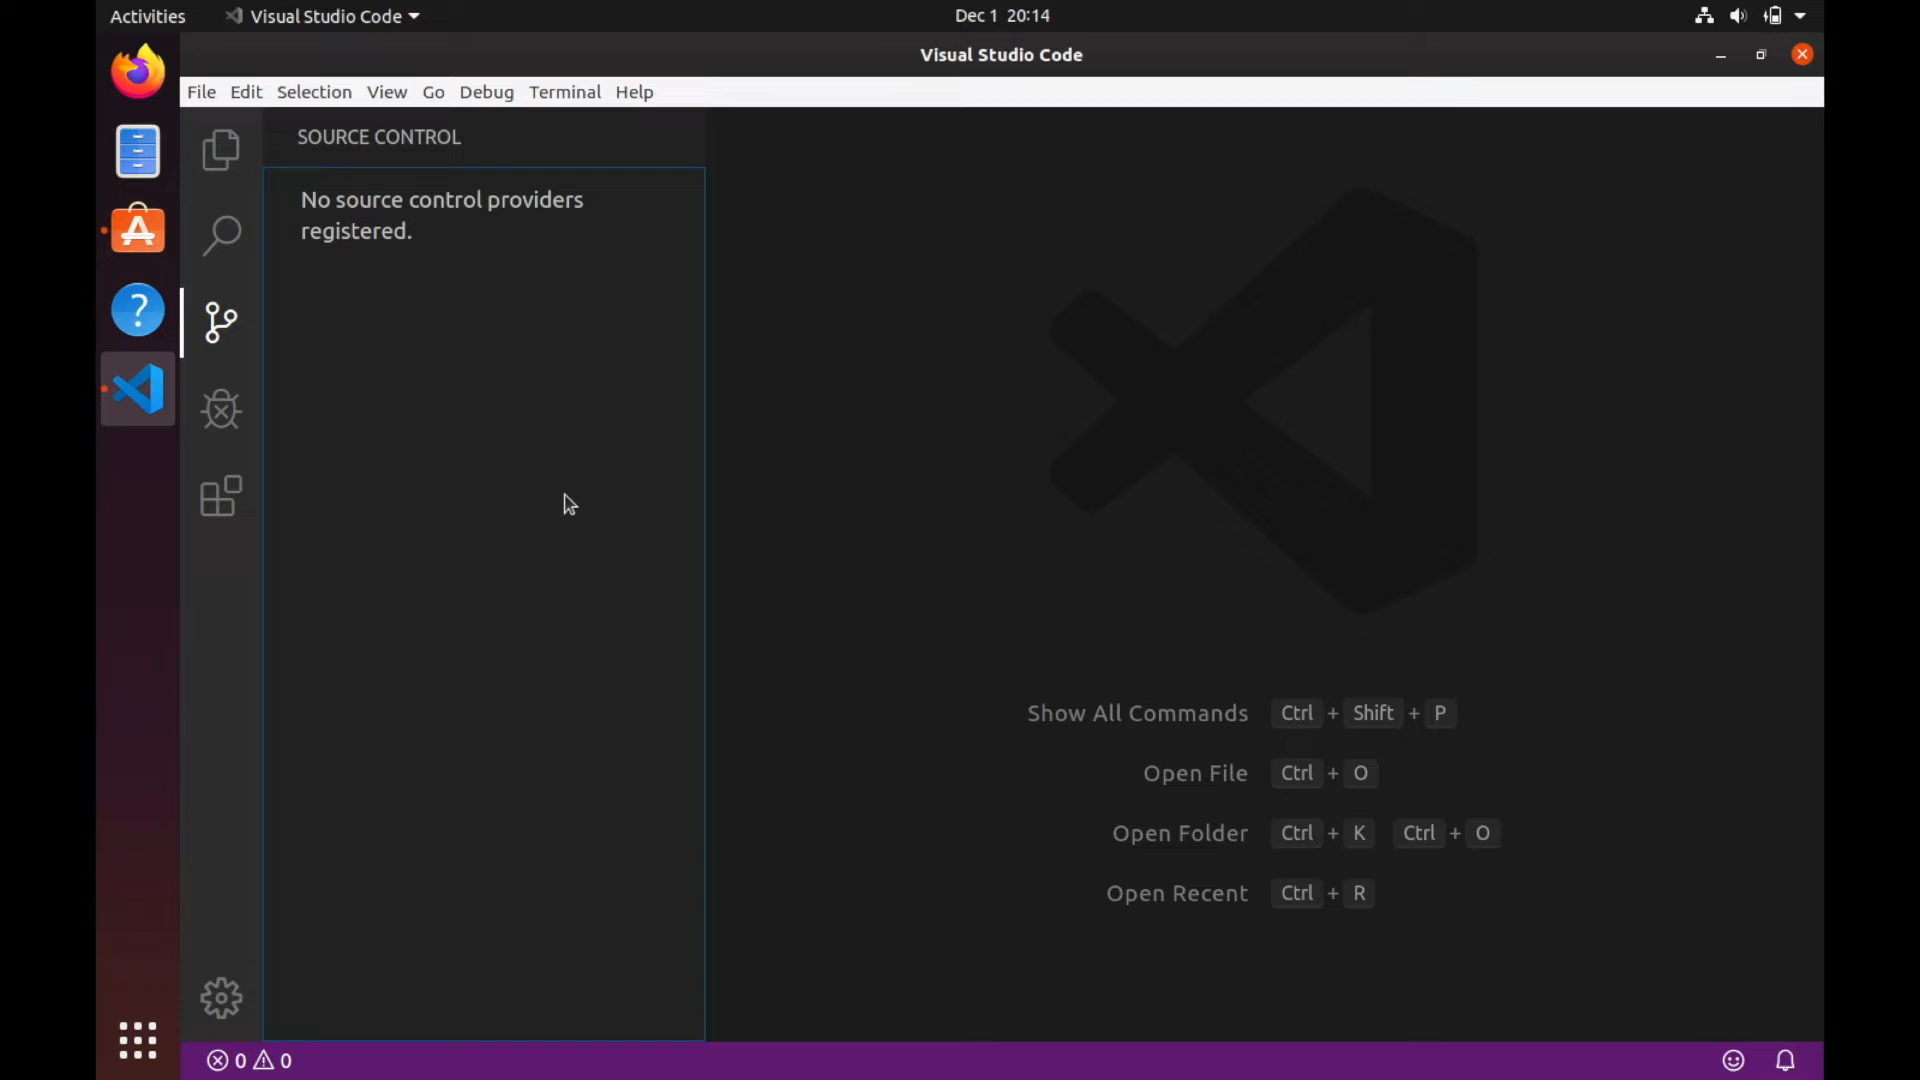 Activities
Visual Studio Code
Dec 1 20:14
Visual Studio Code
File Edit Selection View Go Debug Terminal Help
SOURCE CONTROL
No source control providers
registered.
Show All Commands Ctrl + Shift + P
Open File Ctrl + O
Open Folder Ctrl + K Ctrl + O
Open Recent Ctrl + R
0 0